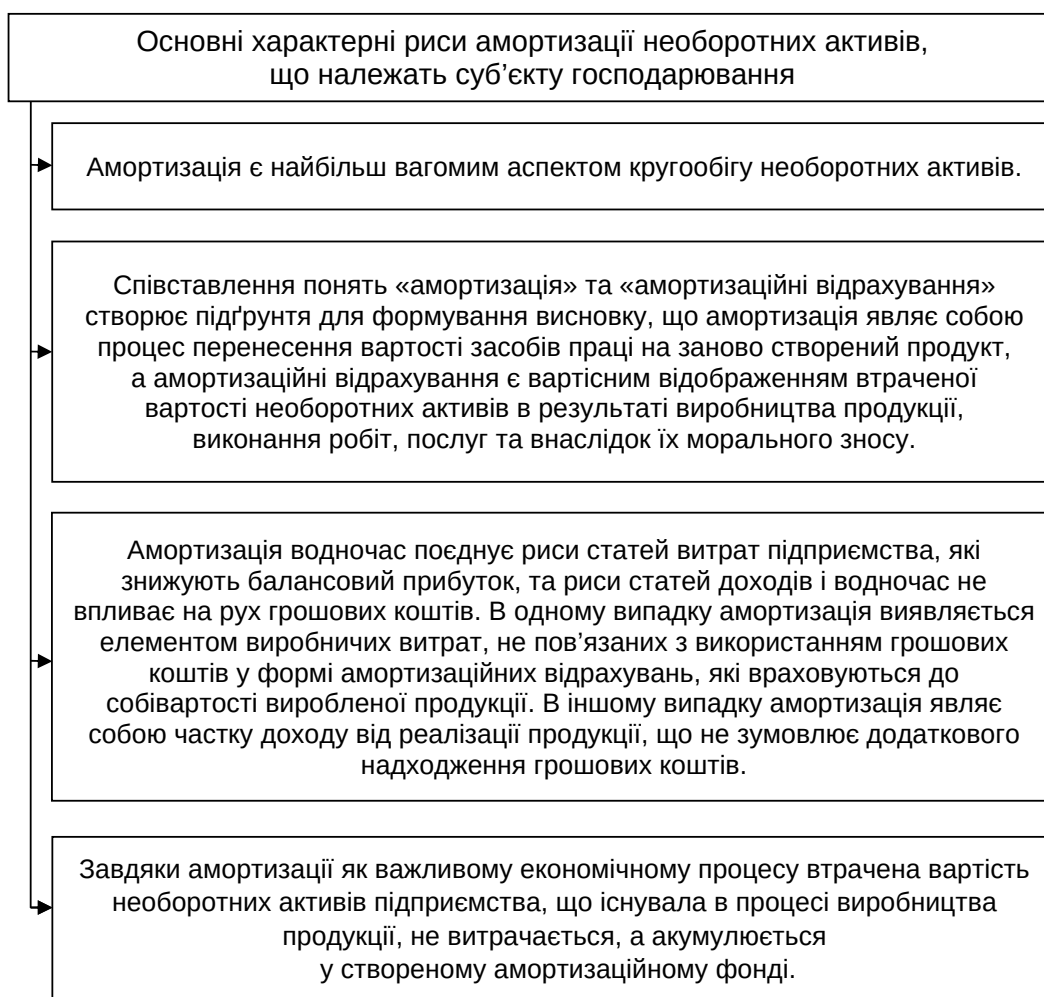 Основні характерні риси амортизації необоротних активів,
що належать суб’єкту господарювання
Амортизація є найбільш вагомим аспектом кругообігу необоротних активів.
Співставлення понять «амортизація» та «амортизаційні відрахування»
створює підґрунтя для формування висновку, що амортизація являє собою
процес перенесення вартості засобів праці на заново створений продукт,
а амортизаційні відрахування є вартісним відображенням втраченої
вартості необоротних активів в результаті виробництва продукції,
виконання робіт, послуг та внаслідок їх морального зносу.
Амортизація водночас поєднує риси статей витрат підприємства, які
знижують балансовий прибуток, та риси статей доходів і водночас не
впливає на рух грошових коштів. В одному випадку амортизація виявляється
елементом виробничих витрат, не пов’язаних з використанням грошових
коштів у формі амортизаційних відрахувань, які враховуються до
собівартості виробленої продукції. В іншому випадку амортизація являє
собою частку доходу від реалізації продукції, що не зумовлює додаткового
надходження грошових коштів.
Завдяки амортизації як важливому економічному процесу втрачена вартість
необоротних активів підприємства, що існувала в процесі виробництва
продукції, не витрачається, а акумулюється
у створеному амортизаційному фонді.